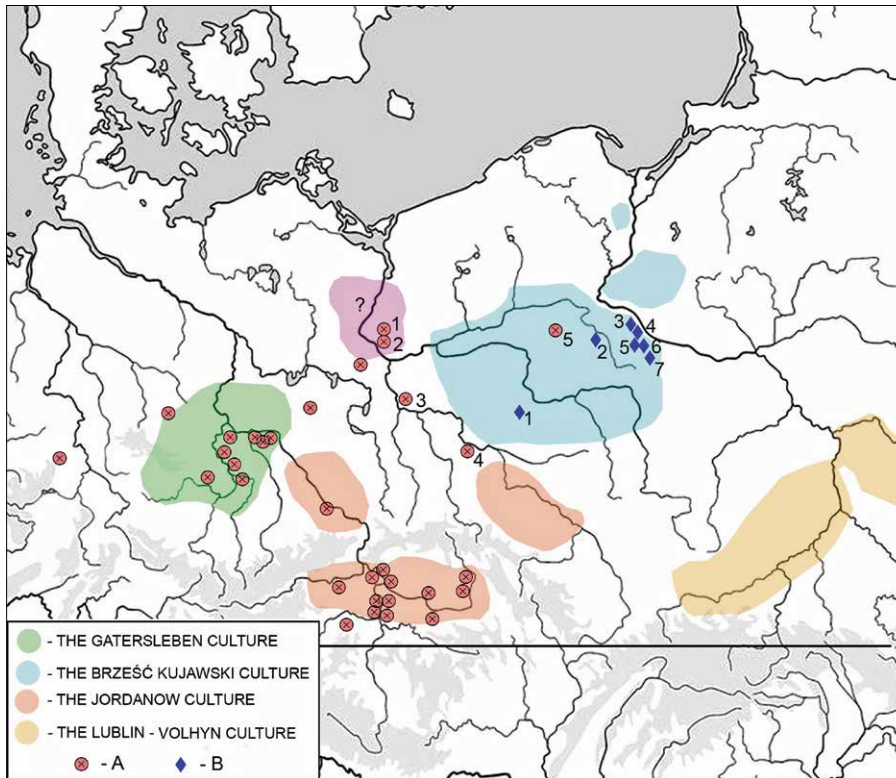 ?
1
2
3
4
5
1
2
3
4
5
6
7
- THE GATERSLEBEN CULTURE
- THE BRZEŚĆ KUJAWSKI CULTURE
- THE JORDANOW CULTURE
- THE LUBLIN - VOLHYN CULTURE
- A - B